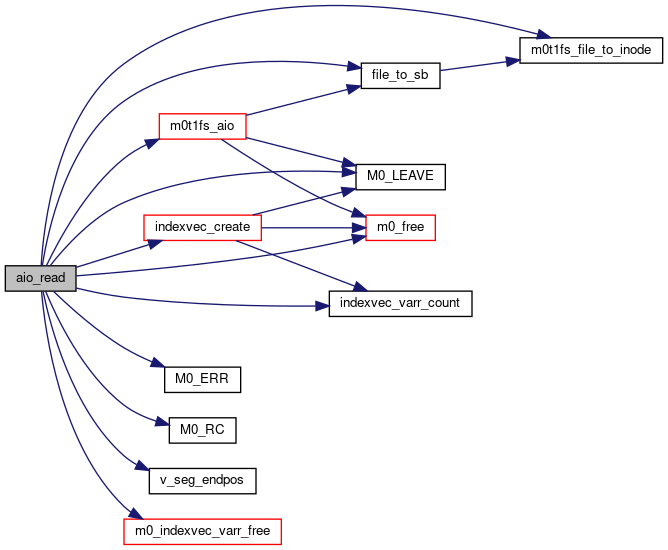 m0t1fs_file_to_inode
file_to_sb
m0t1fs_aio
M0_LEAVE
indexvec_create
m0_free
aio_read
indexvec_varr_count
M0_ERR
M0_RC
v_seg_endpos
m0_indexvec_varr_free